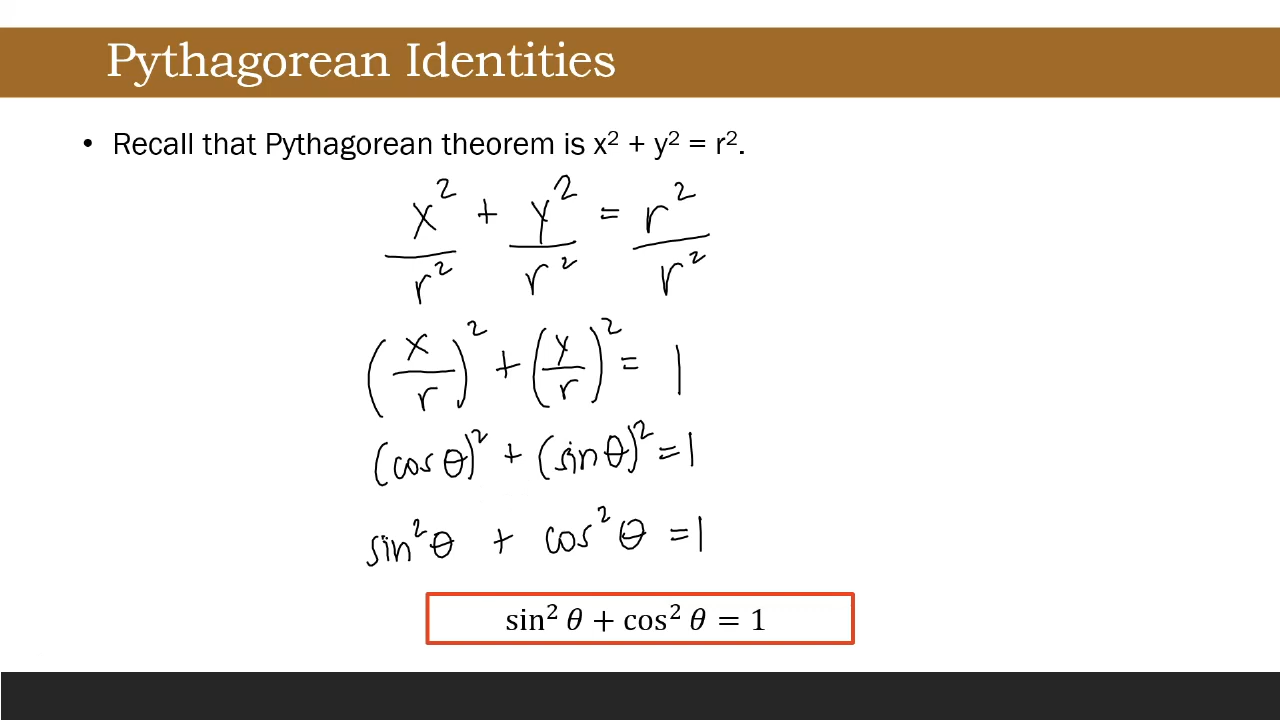 Pythagorean Identities
• Recall that Pythagorean theorem is x² + y² = r².
x²/r² + y²/r² = r²/r²
(x/r)² + (y/r)² = 1
(cos θ)² + (sin θ)² = 1
sin²θ + cos²θ = 1
sin² θ + cos² θ = 1